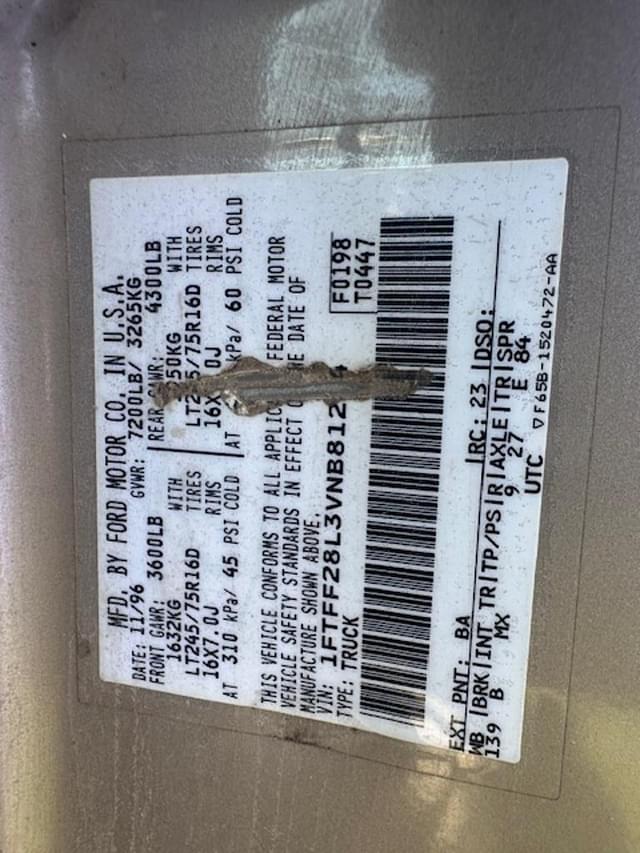 MFD. BY FORD MOTOR CO. IN U.S.A.
DATE: 11/96 GVWR: 7200LB/ 3265KG
FRONT GAWR: 3600LB REAR GAWR: 4300LB
1632KG WITH 950KG WITH
LT245/75R16D TIRES LT245/75R16D TIRES
16X7.0J RIMS 16X7.0J RIMS
AT 310 kPa/ 45 PSI COLD AT kPa/ 60 PSI COLD
THIS VEHICLE CONFORMS TO ALL APPLIC FEDERAL MOTOR
VEHICLE SAFETY STANDARDS IN EFFECT DATE OF
MANUFACTURE SHOWN ABOVE.
VIN: 1FTFF28L3VNB812 F0198
TYPE: TRUCK T0447
EXT PNT: BA RC: 23 DSO:
WB BRK INT TR TP/PS R AXLE TR SPR
139 B MX 9 27 E 84
UTC
▽F65B-1520472-AA